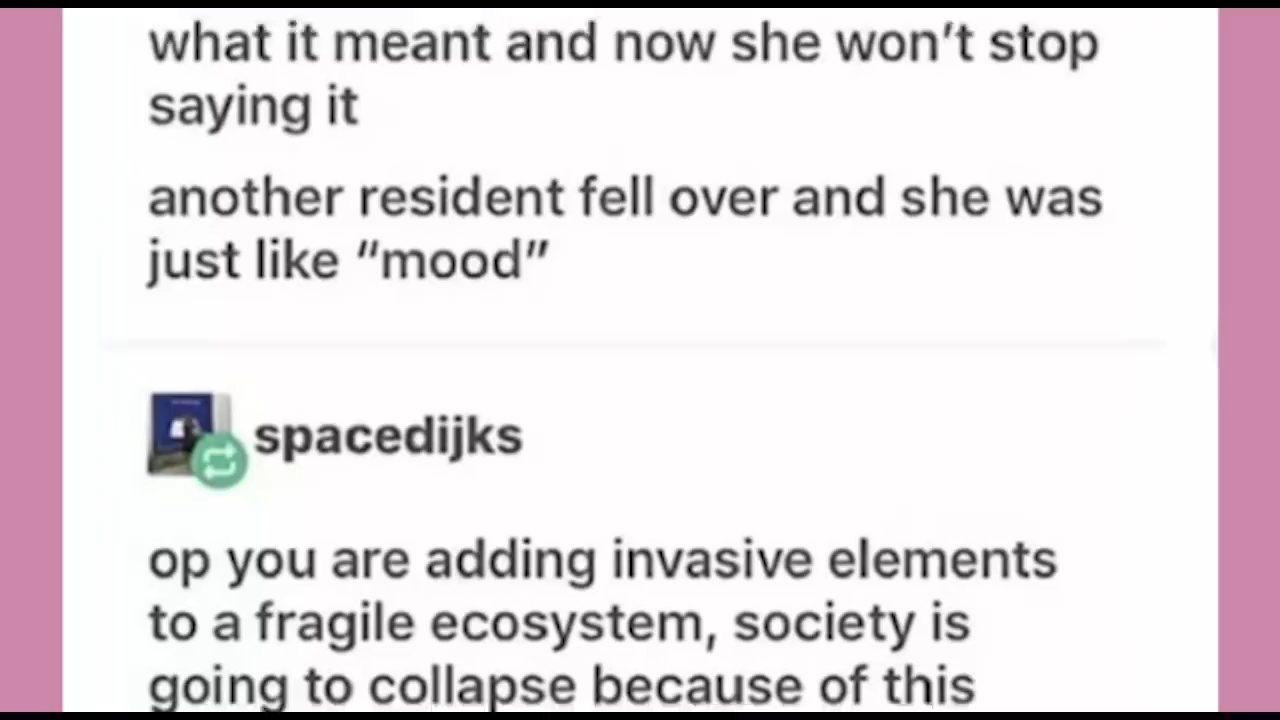 what it meant and now she won't stop
saying it
another resident fell over and she was
just like “mood”
spacedijks
op you are adding invasive elements
to a fragile ecosystem, society is
going to collapse because of this